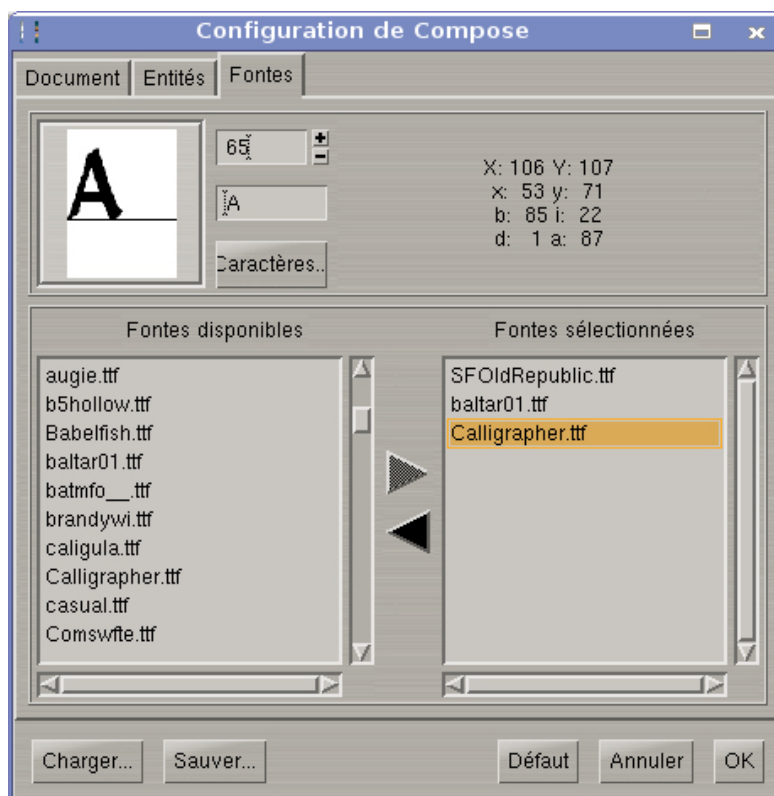 Configuration de Compose
Document Entités Fontes
A
65
A
Caractères..
X: 106 Y: 107
x: 53 y: 71
b: 85 i: 22
d: 1 a: 87
Fontes disponibles
augie.ttf
b5hollow.ttf
Babelfish.ttf
baltar01.ttf
batmfo__.ttf
brandywi.ttf
caligula.ttf
Calligrapher.ttf
casual.ttf
Comswfte.ttf
Fontes sélectionnées
SFOldRepublic.ttf
baltar01.ttf
Calligrapher.ttf
Charger... Sauver... Défaut Annuler OK